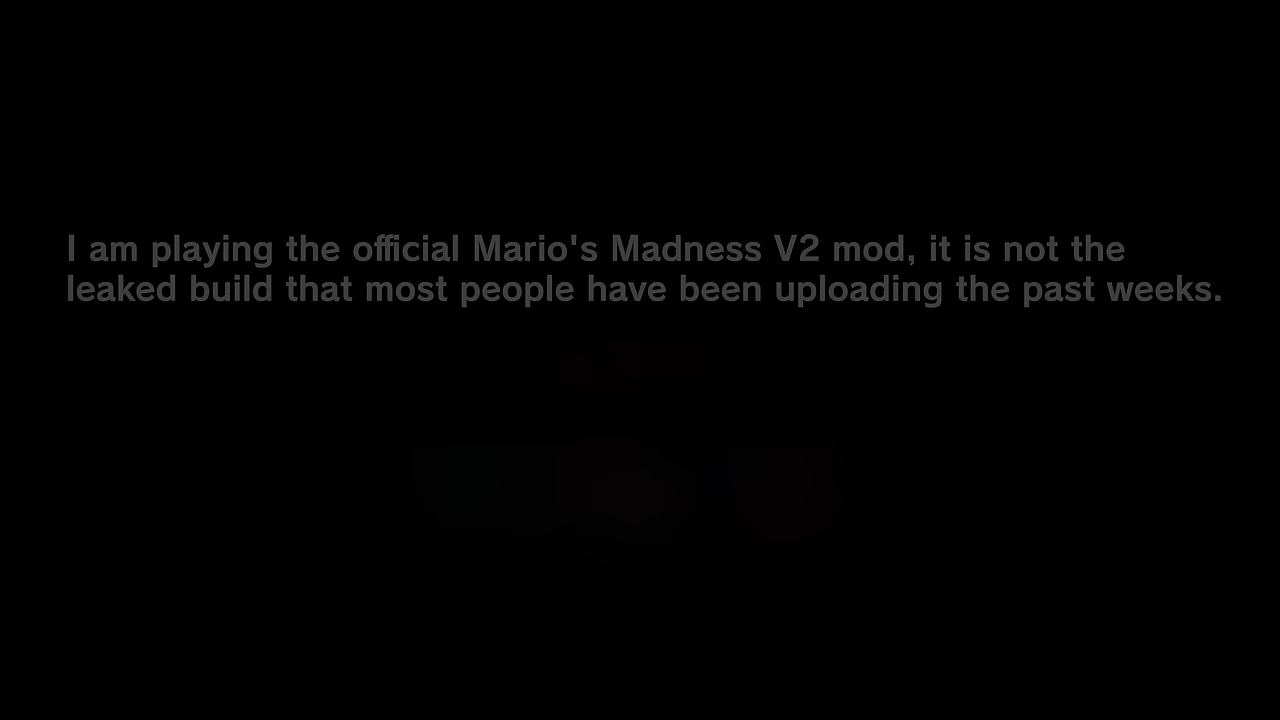 I am playing the official Mario's Madness V2 mod, it is not the
leaked build that most people have been uploading the past weeks.